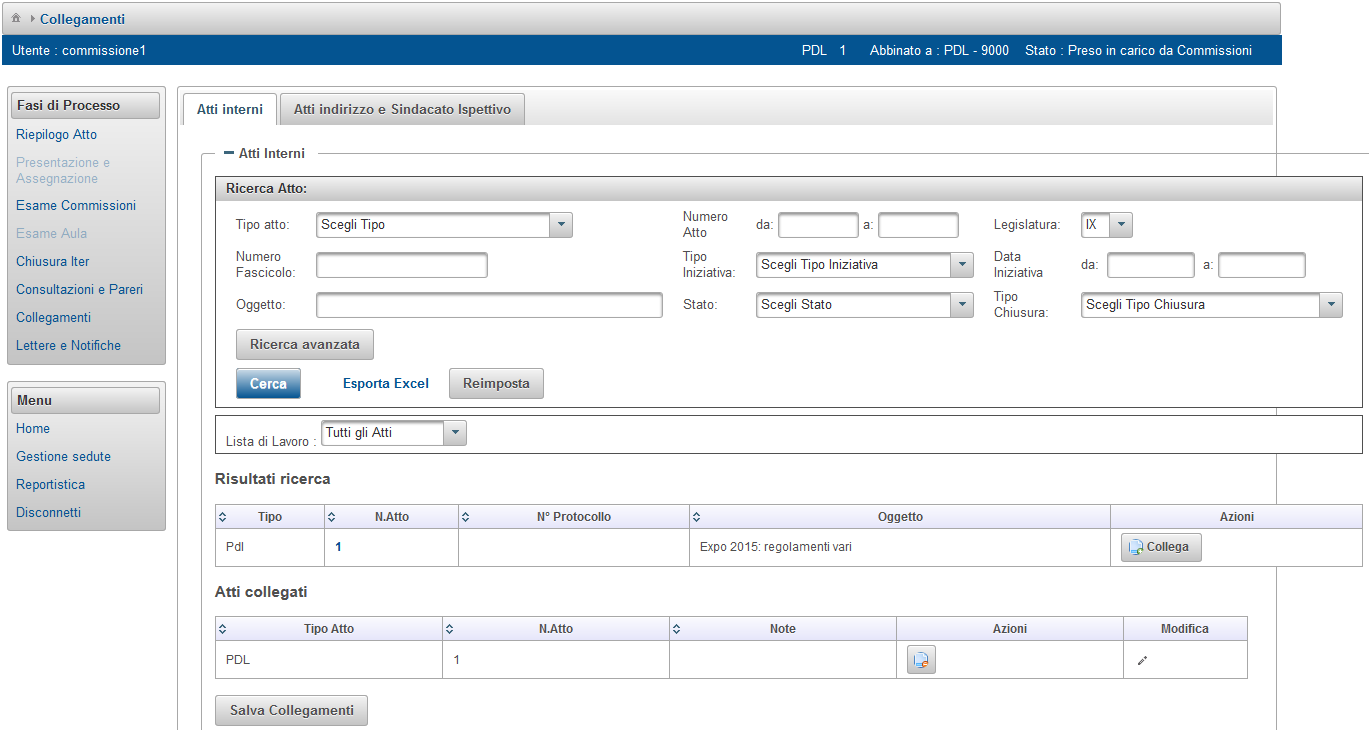 Collegamenti
Utente : commissione1 PDL 1 Abbinato a : PDL - 9000 Stato : Preso in carico da Commissioni
Fasi di Processo
Riepilogo Atto
Presentazione e
Assegnazione
Esame Commissioni
Esame Aula
Chiusura Iter
Consultazioni e Pareri
Collegamenti
Lettere e Notifiche
Menu
Home
Gestione sedute
Reportistica
Disconnetti
Atti interni Atti indirizzo e Sindacato Ispettivo
Atti Interni
Ricerca Atto:
Tipo atto: Scegli Tipo Numero Atto da: a: Legislatura: IX
Numero Fascicolo: Tipo Iniziativa: Scegli Tipo Iniziativa Data Iniziativa da: a:
Oggetto: Stato: Scegli Stato Tipo Chiusura: Scegli Tipo Chiusura
Ricerca avanzata
Cerca Esporta Excel Reimposta
Lista di Lavoro : Tutti gli Atti
Risultati ricerca
Tipo N.Atto N° Protocollo Oggetto Azioni
Pdl 1 Expo 2015: regolamenti vari Collega
Atti collegati
Tipo Atto N.Atto Note Azioni Modifica
PDL 1
Salva Collegamenti